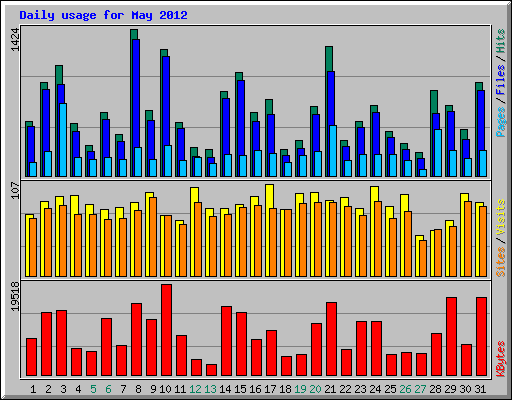 Daily usage for May 2012
1424
Pages / Files / Hits
107
Sites / Visits
19518
KBytes
1 2 3 4 5 6 7 8 9 10 11 12 13 14 15 16 17 18 19 20 21 22 23 24 25 26 27 28 29 30 31